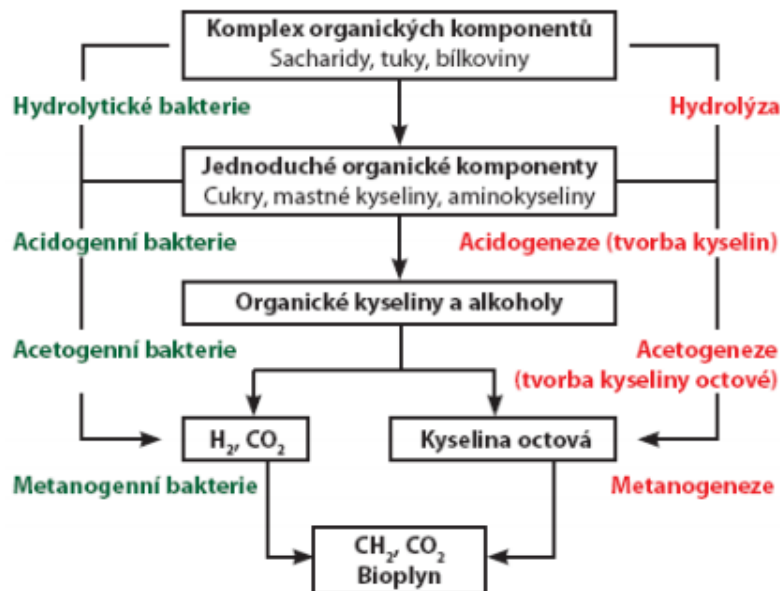 Komplex organických komponentů
Sacharidy, tuky, bílkoviny
Hydrolytické bakterie
Hydrolýza
Jednoduché organické komponenty
Cukry, mastné kyseliny, aminokyseliny
Acidogenní bakterie
Acidogeneze (tvorba kyselin)
Organické kyseliny a alkoholy
Acetogenní bakterie
Acetogeneze
(tvorba kyseliny octové)
H₂, CO₂
Kyselina octová
Metanogenní bakterie
Metanogeneze
CH₂, CO₂
Bioplyn